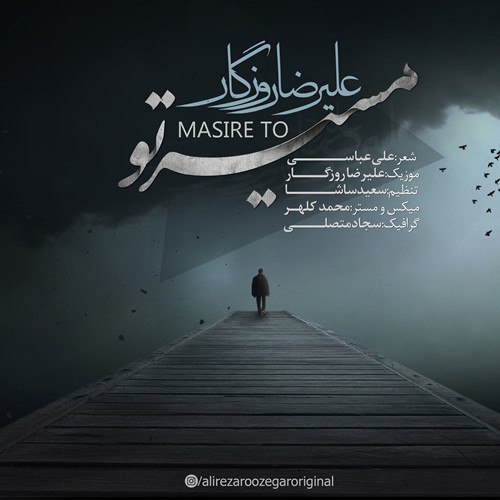 علیرضا روزگار
مسیر تو
MASIRE TO
شعر:علی عباسی
موزیک:علیرضا روزگار
تنظیم:سعید ساشا
میکس و مستر:محمد کلهر
گرافیک:سجاد متصلی
/alirezaroozegaroriginal